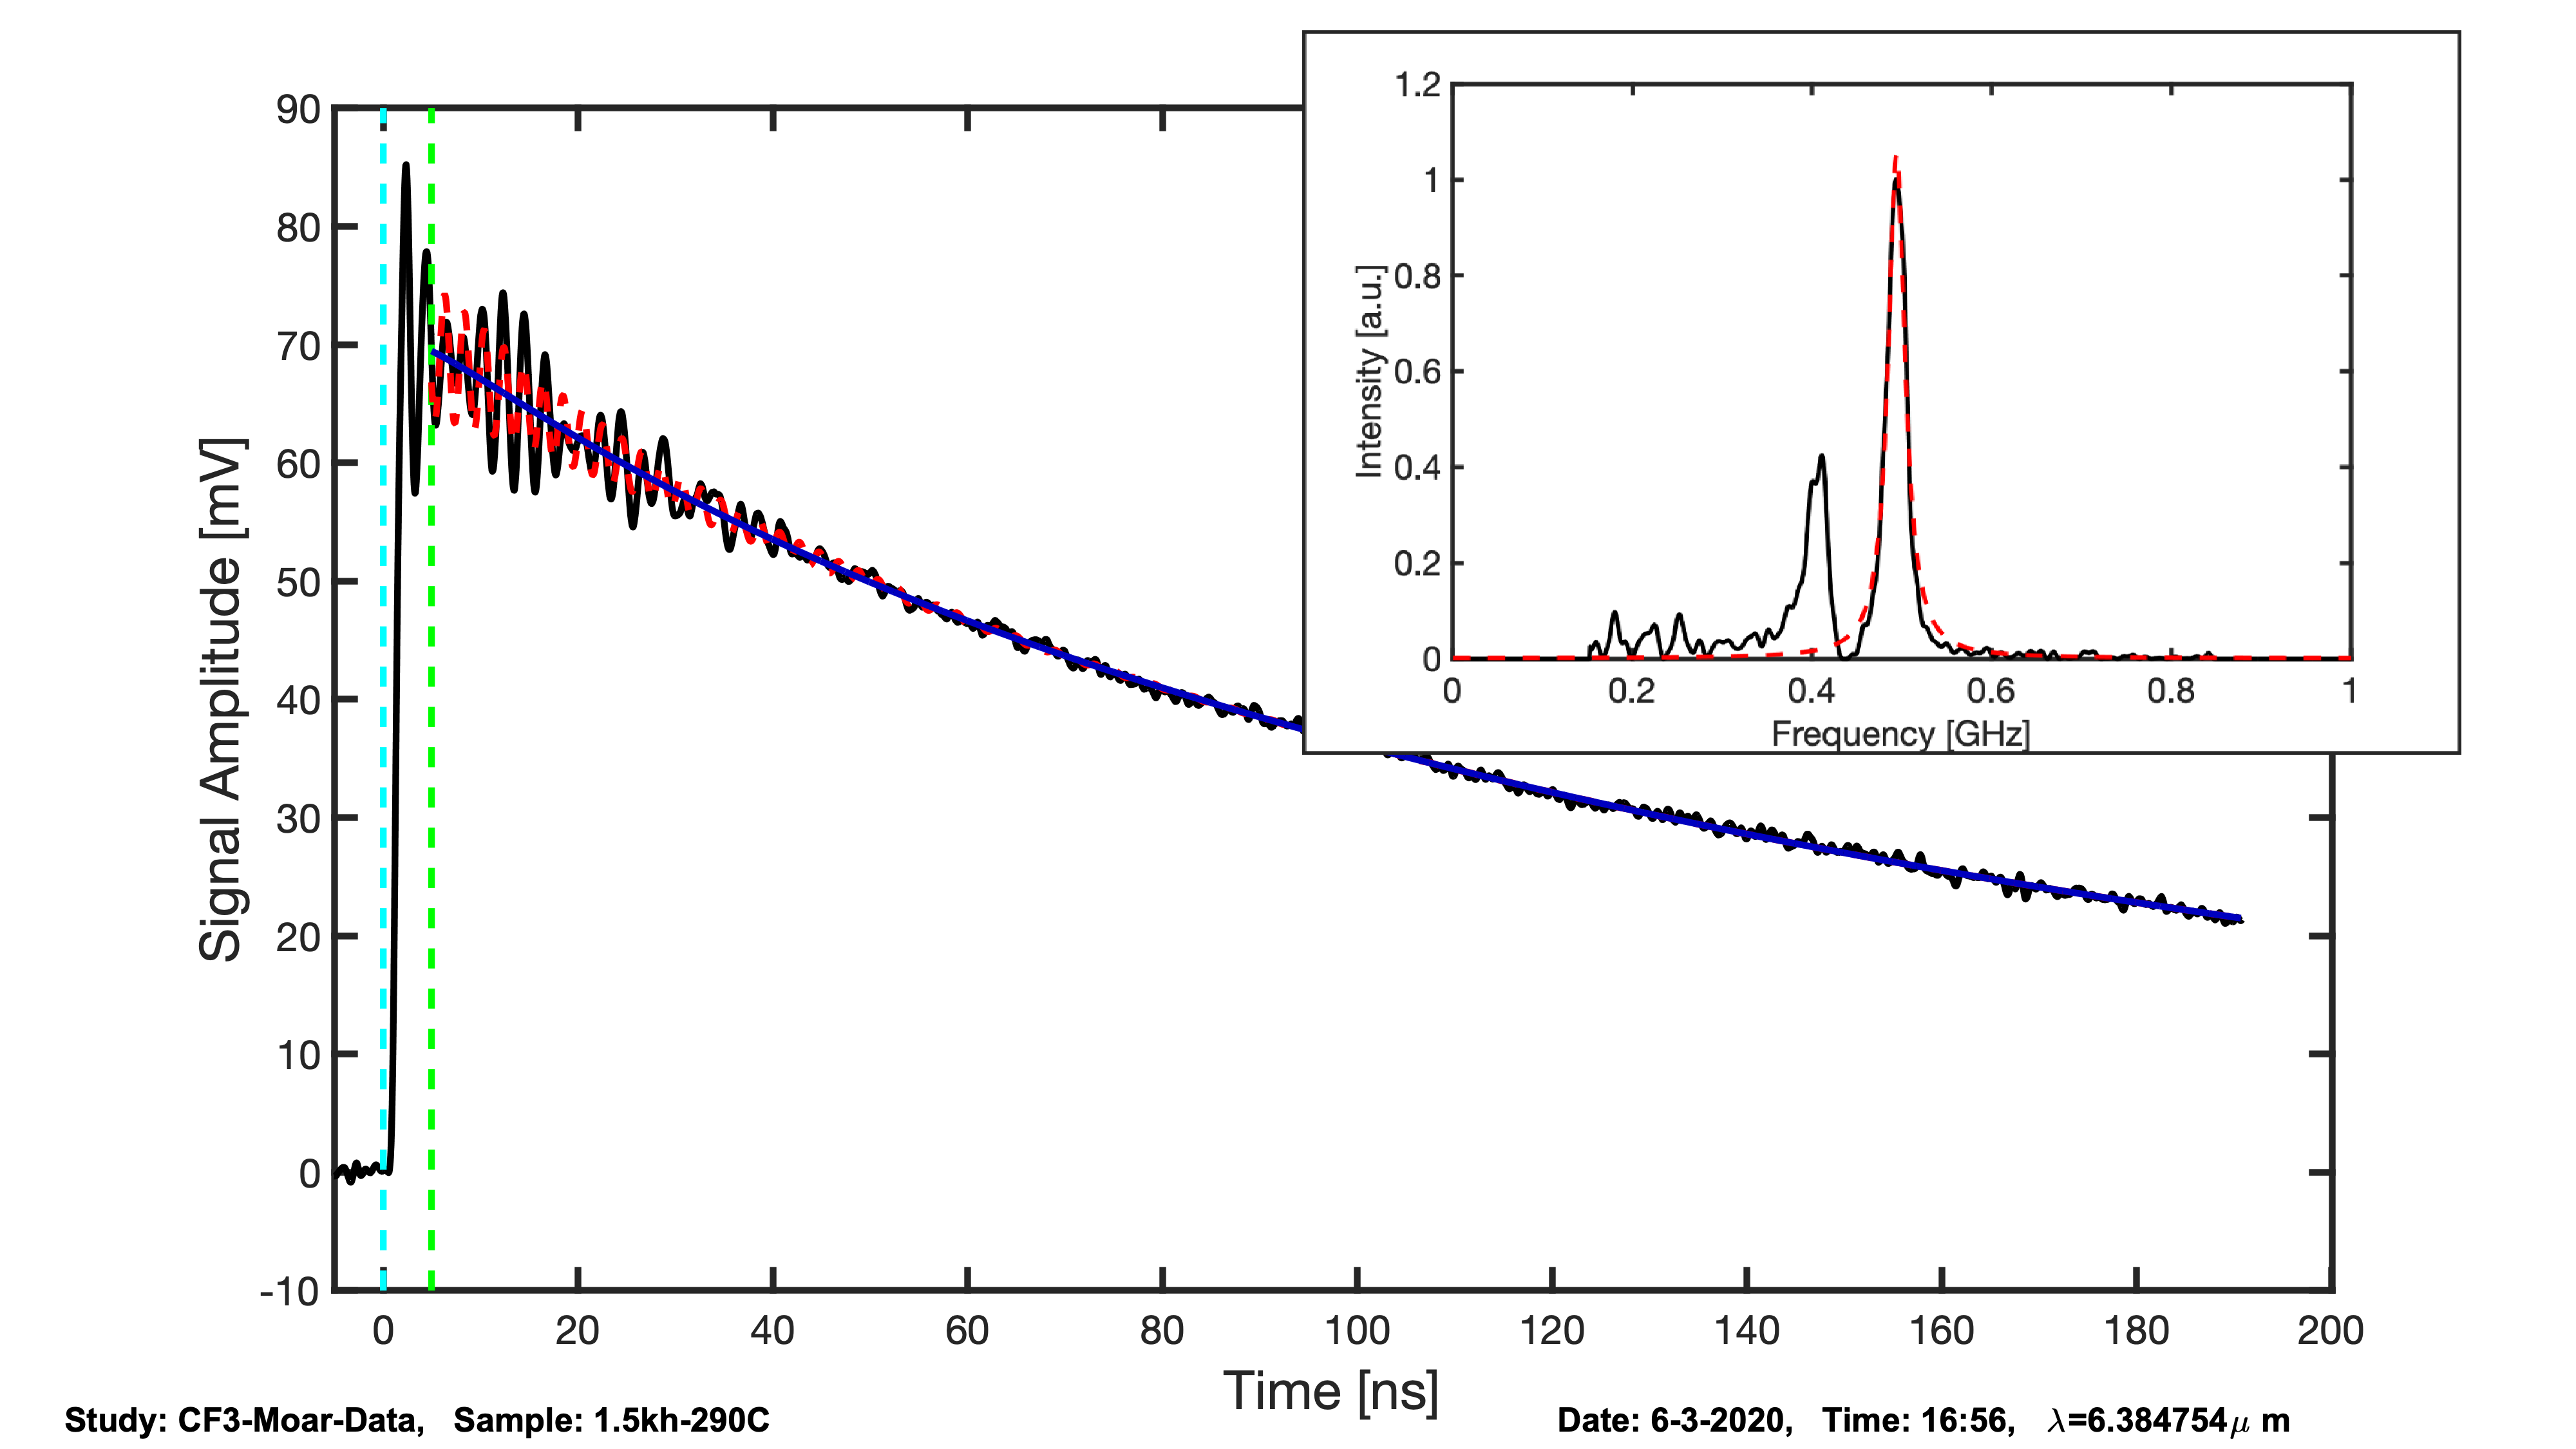 90
80
70
60
50
40
30
20
10
0
-10
Signal Amplitude [mV]
0 20 40 60 80 100 120 140 160 180 200
Time [ns]
1.2
1
0.8
0.6
0.4
0.2
0
Intensity [a.u.]
0 0.2 0.4 0.6 0.8 1
Frequency [GHz]
Study: CF3-Moar-Data, Sample: 1.5kh-290C
Date: 6-3-2020, Time: 16:56, λ=6.384754μ m